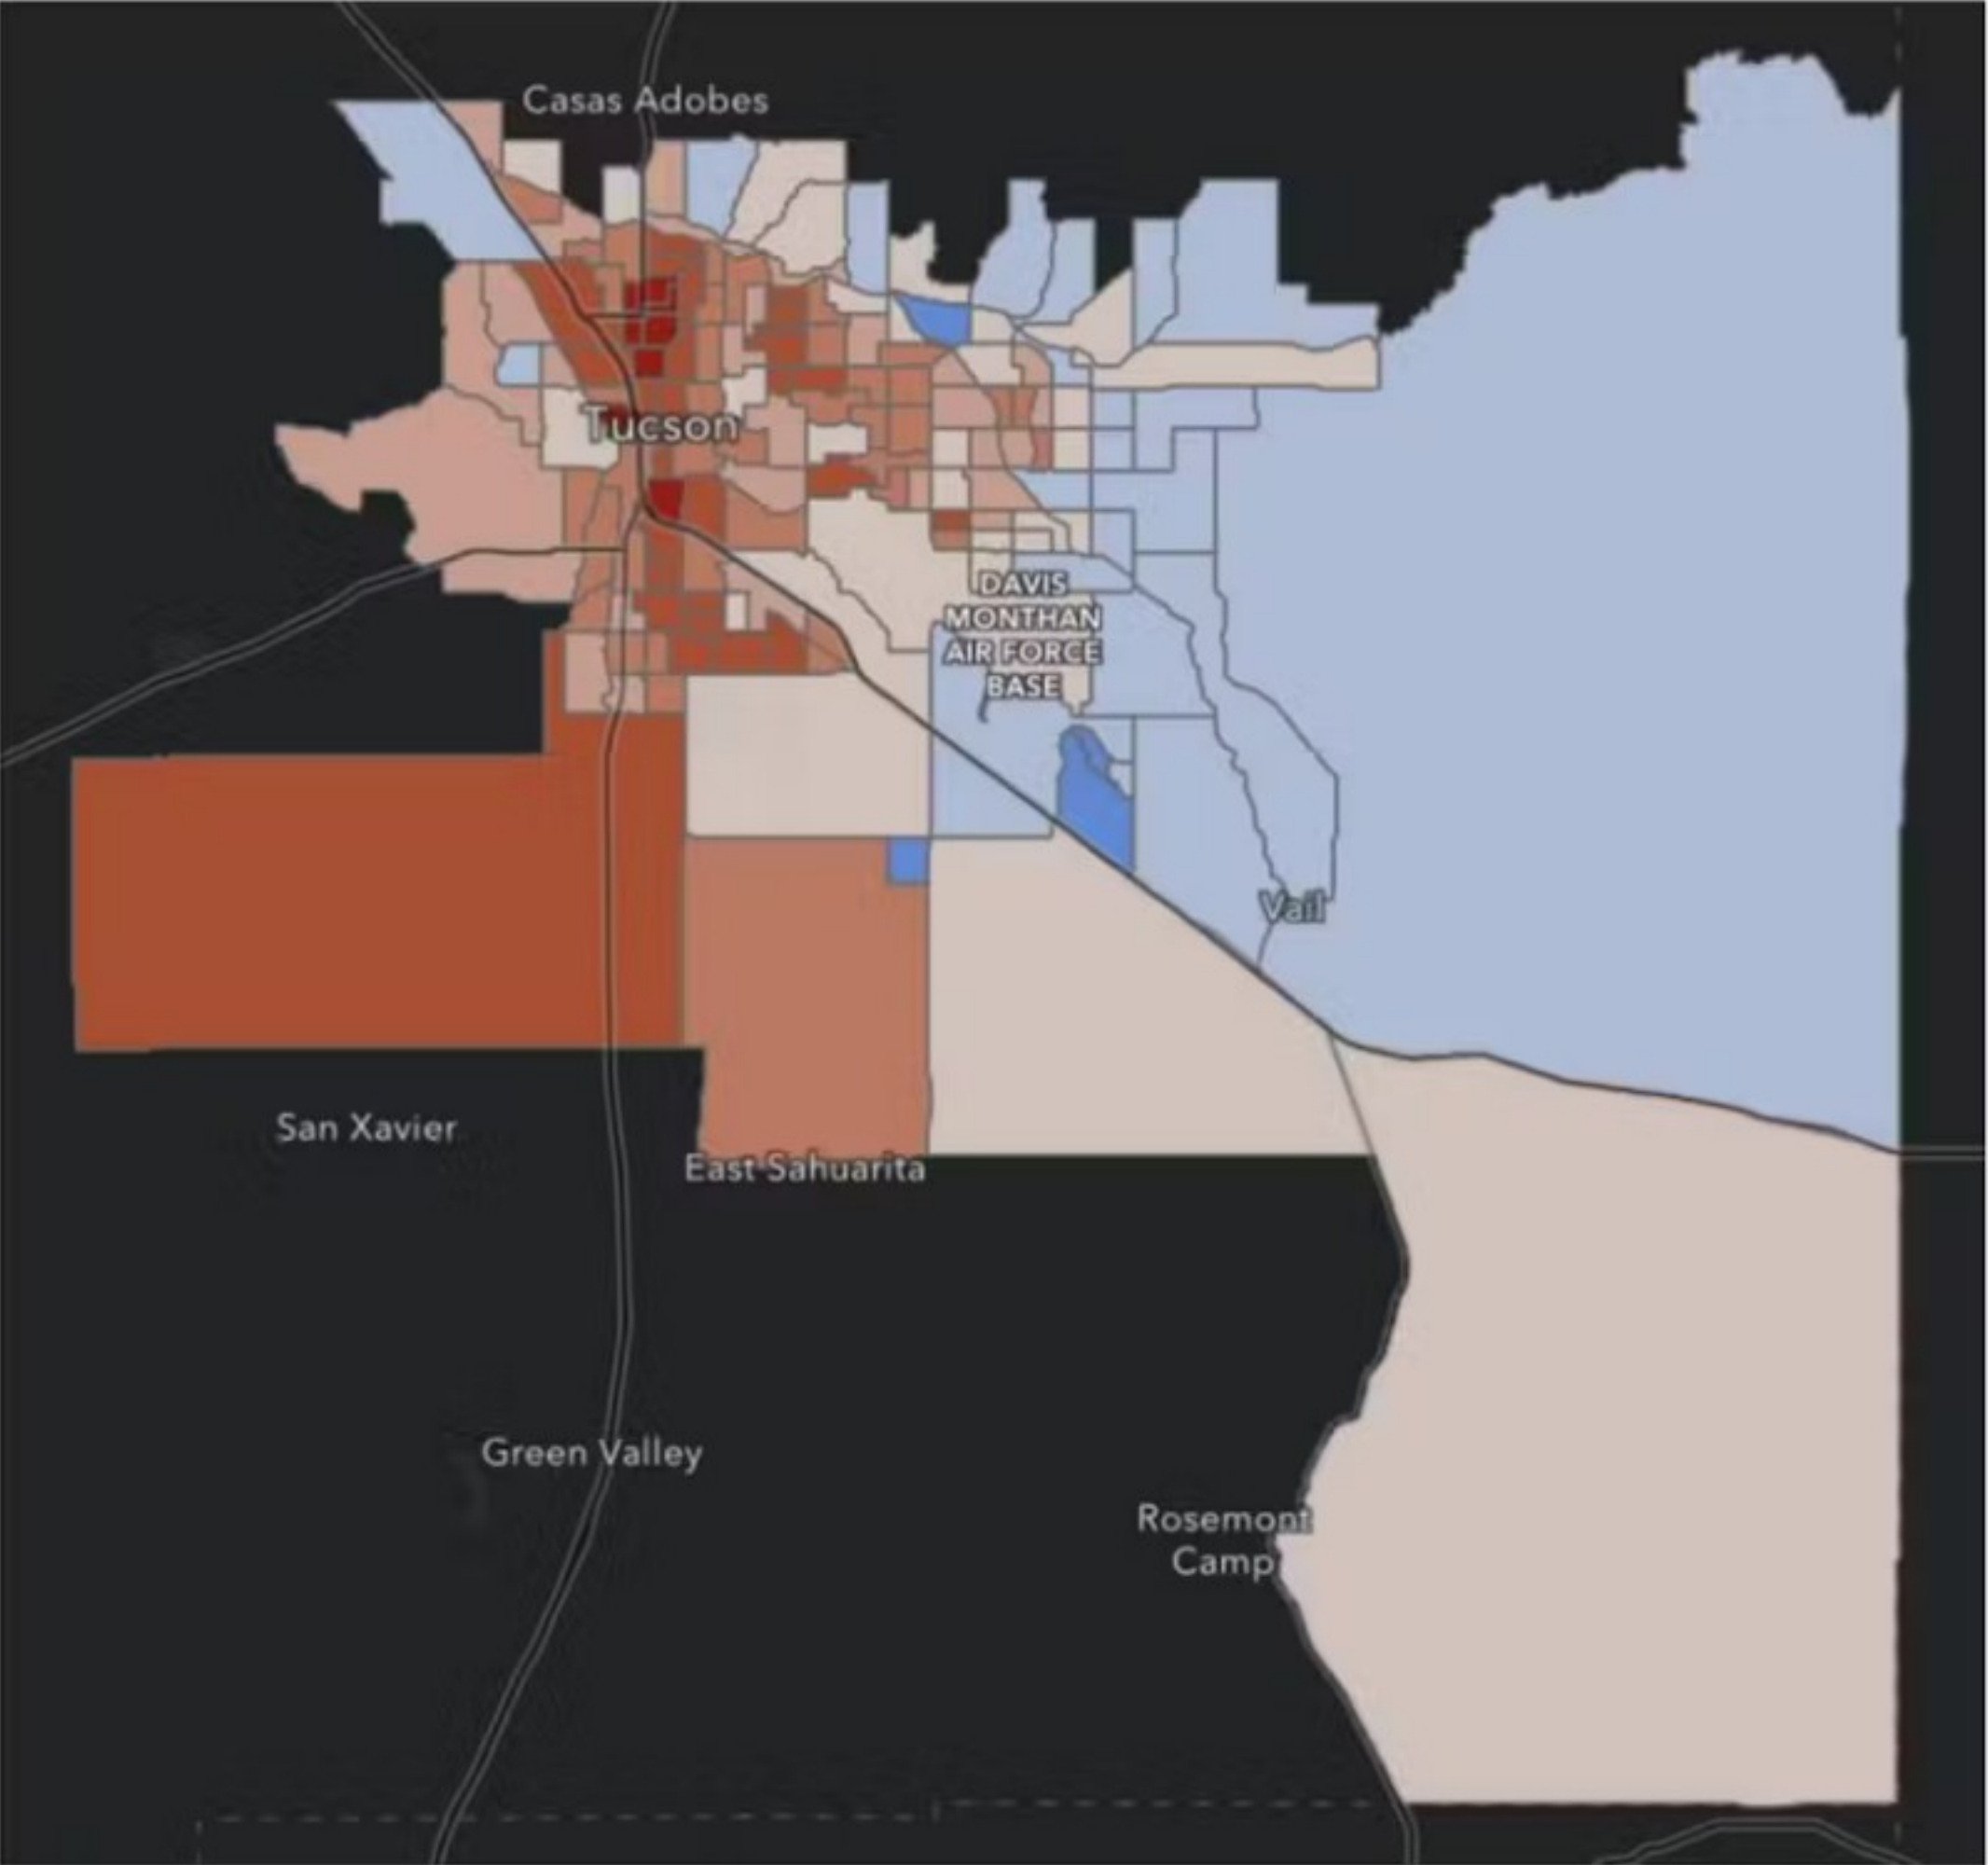 Casas Adobes
Tucson
DAVIS
MONTHAN
AIR FORCE
BASE
Vail
San Xavier
East Sahuarita
Green Valley
Rosemont
Camp